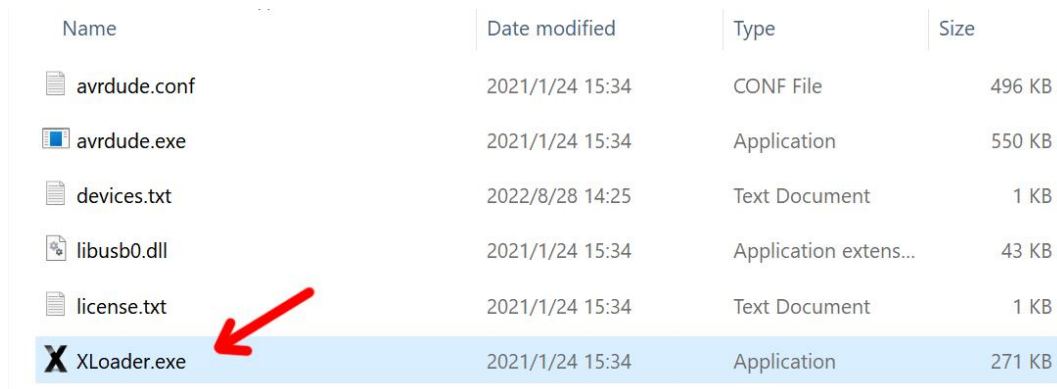 Name Date modified Type Size
avrdude.conf 2021/1/24 15:34 CONF File 496 KB
avrdude.exe 2021/1/24 15:34 Application 550 KB
devices.txt 2022/8/28 14:25 Text Document 1 KB
libusb0.dll 2021/1/24 15:34 Application extens... 43 KB
license.txt 2021/1/24 15:34 Text Document 1 KB
XLoader.exe 2021/1/24 15:34 Application 271 KB